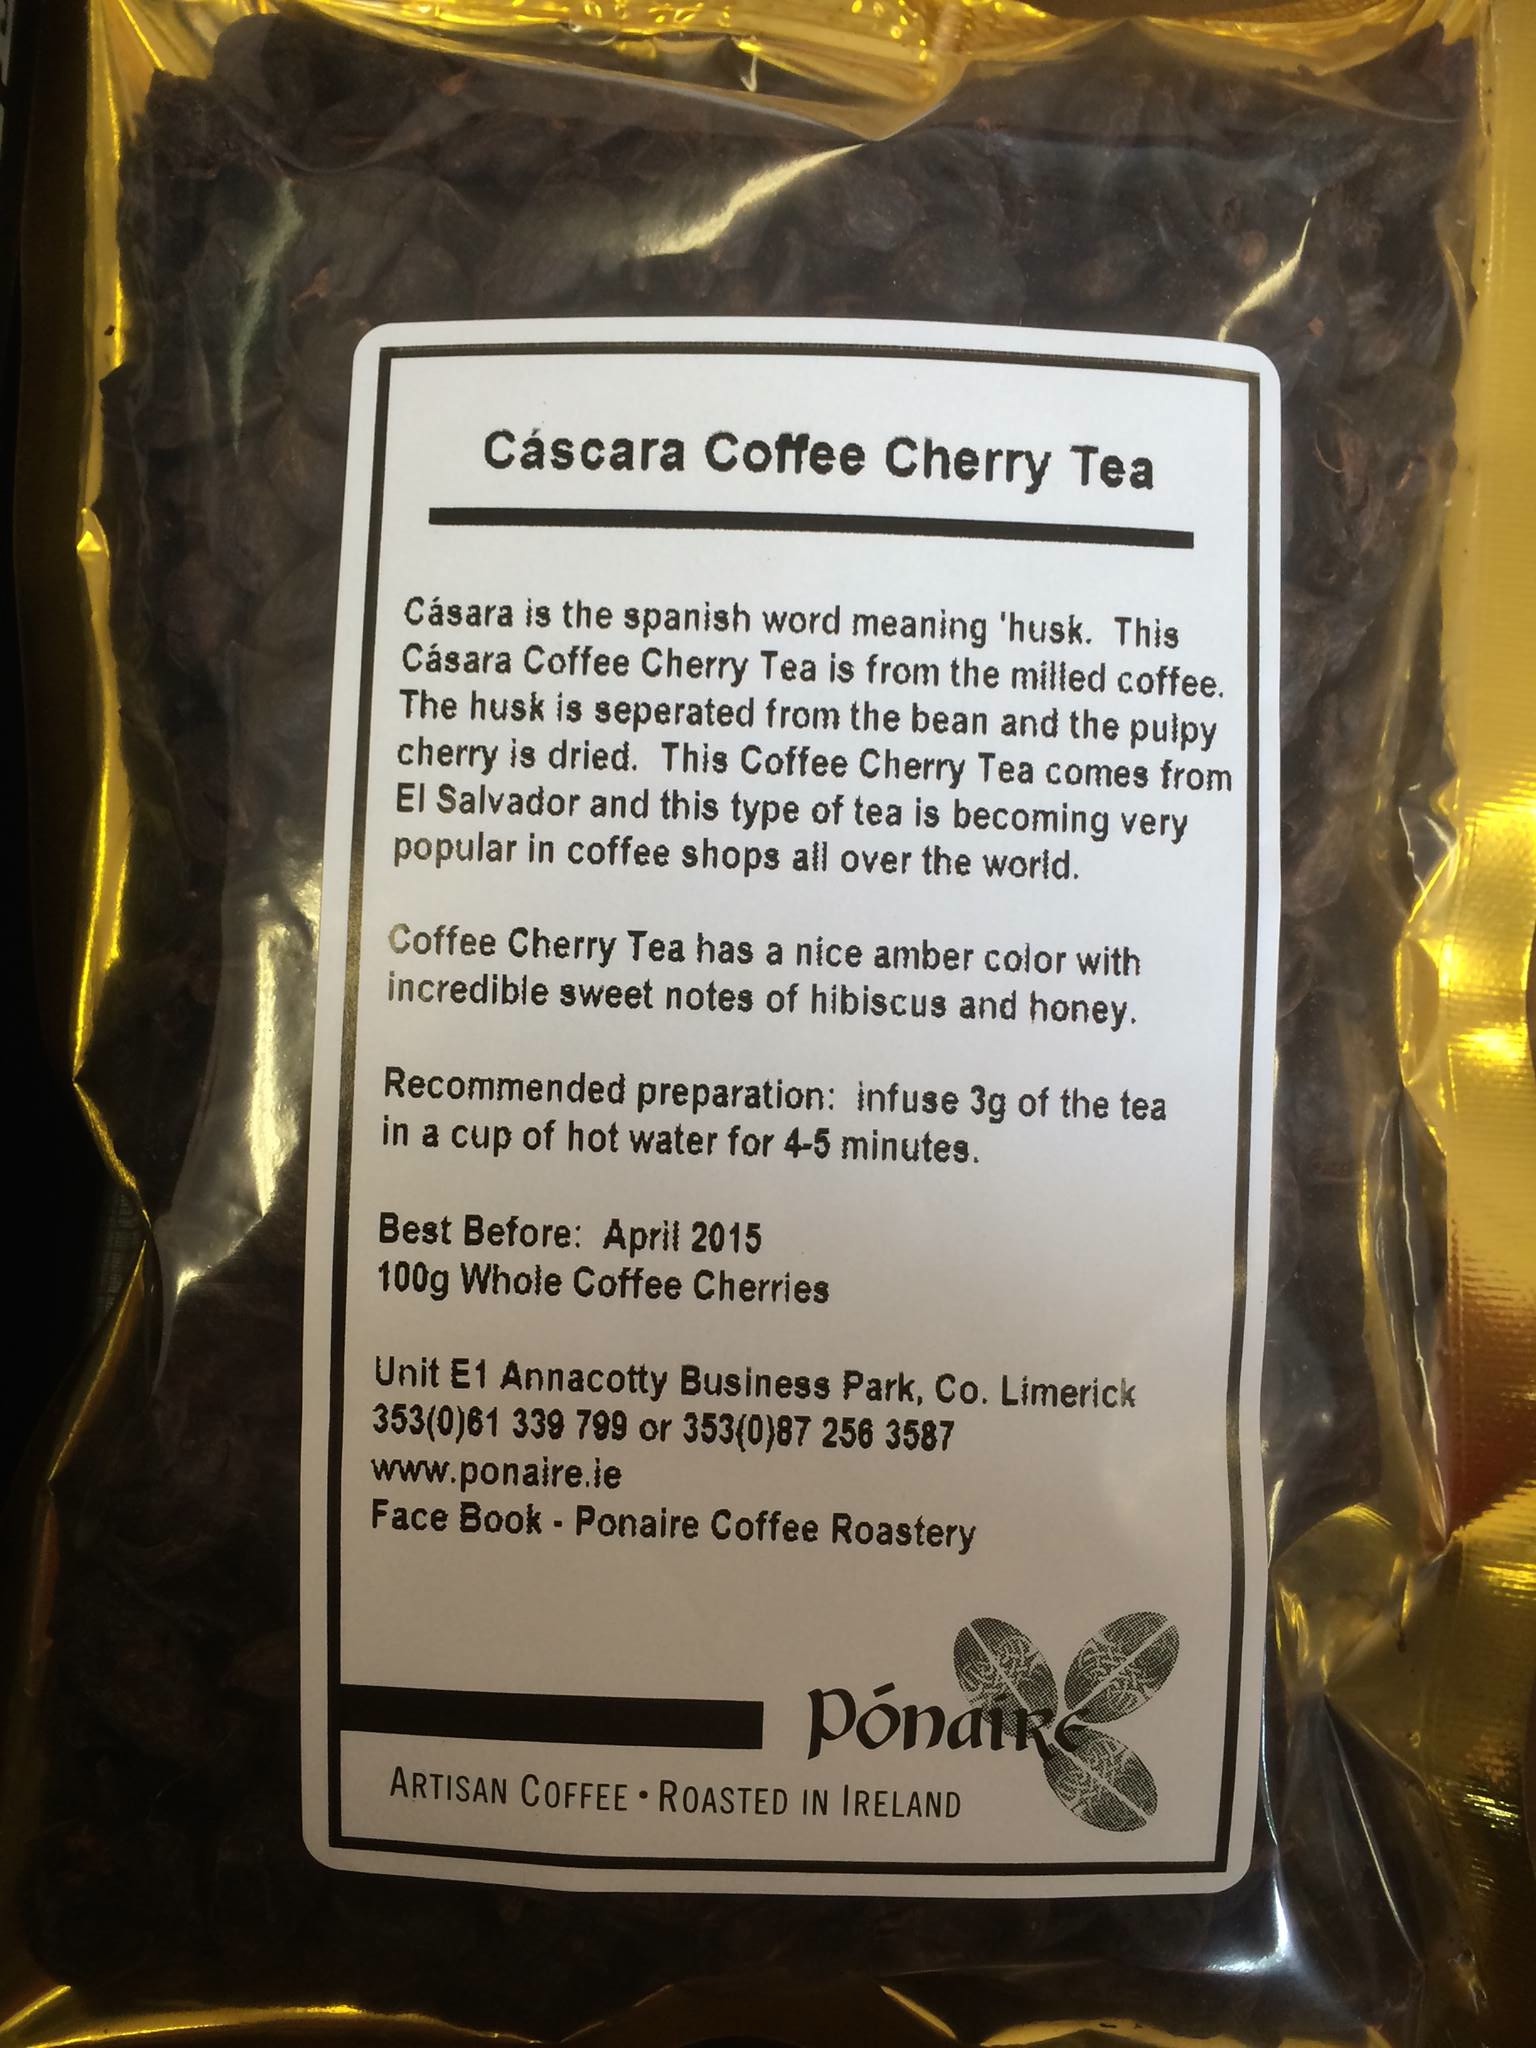 Cáscara Coffee Cherry Tea
Cásara is the spanish word meaning 'husk.  This
Cásara Coffee Cherry Tea is from the milled coffee.
The husk is seperated from the bean and the pulpy
cherry is dried.  This Coffee Cherry Tea comes from
El Salvador and this type of tea is becoming very
popular in coffee shops all over the world.
Coffee Cherry Tea has a nice amber color with
incredible sweet notes of hibiscus and honey.
Recommended preparation:  infuse 3g of the tea
in a cup of hot water for 4-5 minutes.
Best Before:  April 2015
100g Whole Coffee Cherries
Unit E1 Annacotty Business Park, Co. Limerick
353(0)61 339 799 or 353(0)87 256 3587
www.ponaire.ie
Face Book - Ponaire Coffee Roastery
Pónaire
ARTISAN COFFEE • ROASTED IN IRELAND